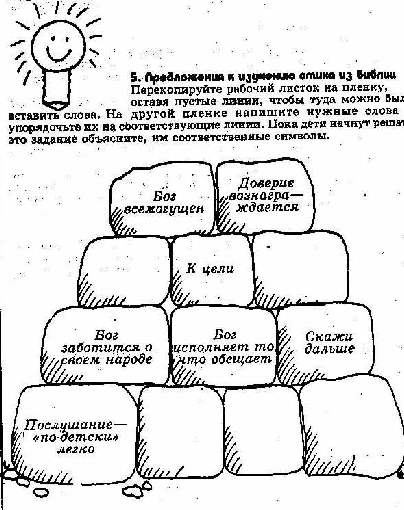 5. Предложения к изучению стиха из Библии
Перекопируйте рабочий листок на пленку,
оставя пустые линии, чтобы туда можно был
вставить слова. На другой пленке напишите нужные слова
упорядочьте их на соответствующие линии. Пока дети начнут решат
это задание объясните, им соответственные символы.
Бог
всемогущен
Доверие
вознагра—
ждается
К цели
Бог
заботится о
своем народе
Бог
исполняет то,
что обещает
Скажи
дальше
Послушание—
«по-детски»
легко